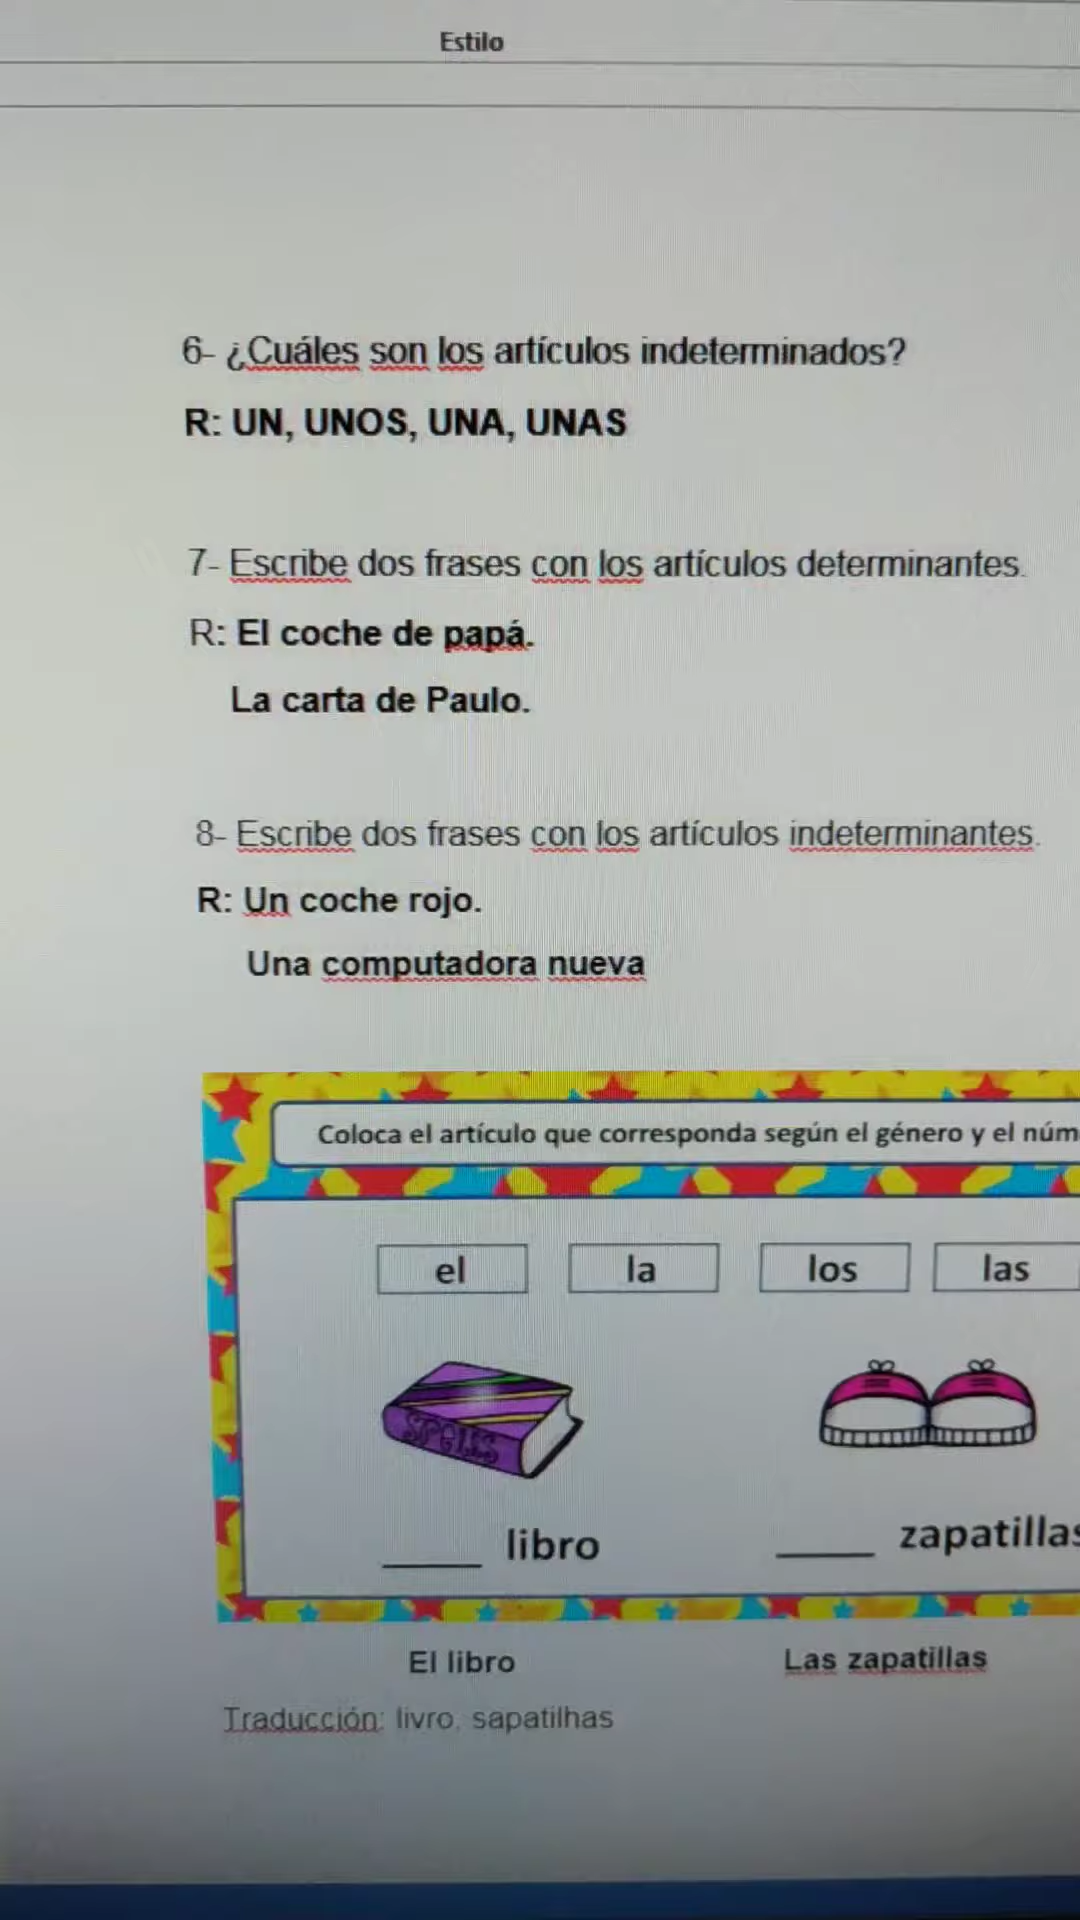 Estilo
6- ¿Cuáles son los artículos indeterminados?
R: UN, UNOS, UNA, UNAS
7- Escribe dos frases con los artículos determinantes.
R: El coche de papá.
La carta de Paulo.
8- Escribe dos frases con los artículos indeterminantes.
R: Un coche rojo.
Una computadora nueva
Coloca el artículo que corresponda según el género y el núm
el la los las
____ libro ____ zapatillas
El libro Las zapatillas
Traducción: livro, sapatilhas